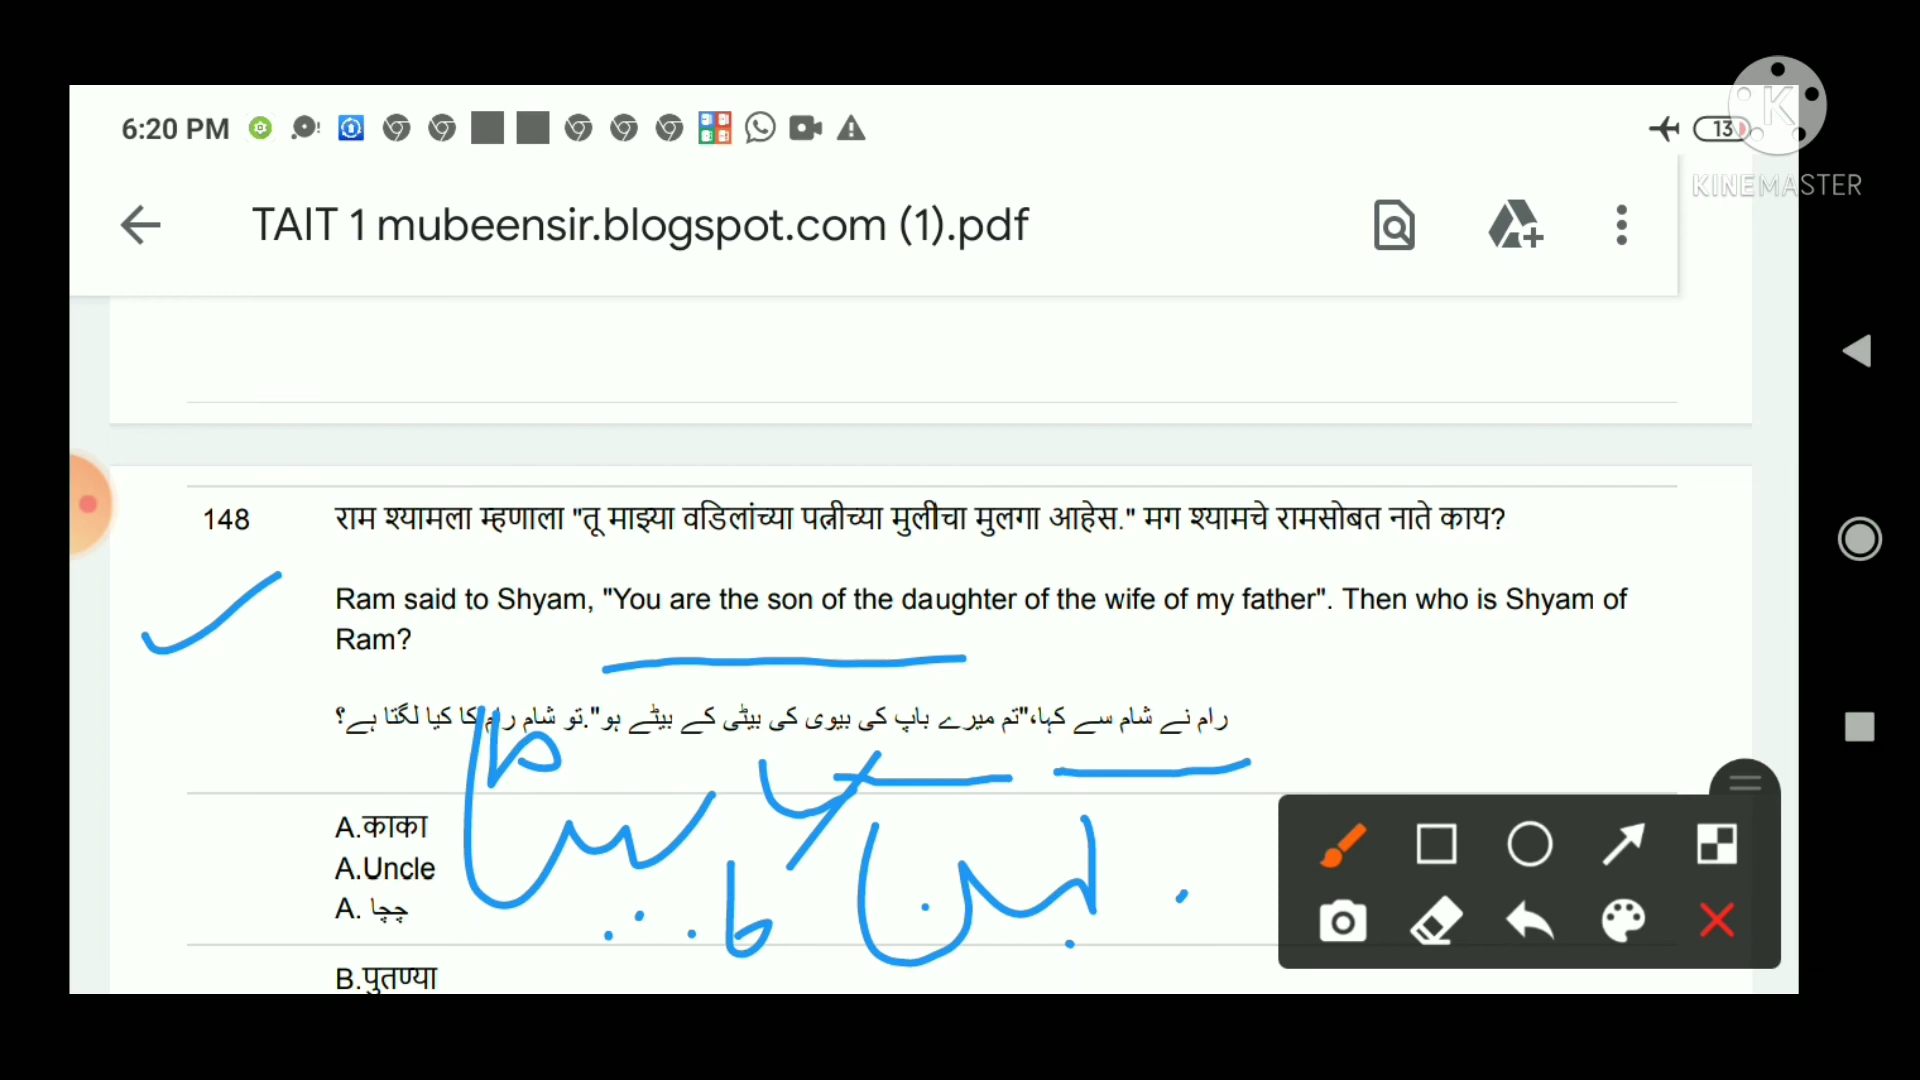 6:20 PM
13
KINEMASTER
TAIT 1 mubeensir.blogspot.com (1).pdf
148
राम श्यामला म्हणाला "तू माझ्या वडिलांच्या पत्नीच्या मुलीचा मुलगा आहेस." मग श्यामचे रामसोबत नाते काय?
Ram said to Shyam, "You are the son of the daughter of the wife of my father". Then who is Shyam of
Ram?
رام نے شام سے کہا،"تم میرے باپ کی بیوی کی بیٹی کے بیٹے ہو".تو شام رام کا کیا لگتا ہے؟
A.काका
A.Uncle
A. چچا
بہن کا بیٹا
B.पुतण्या